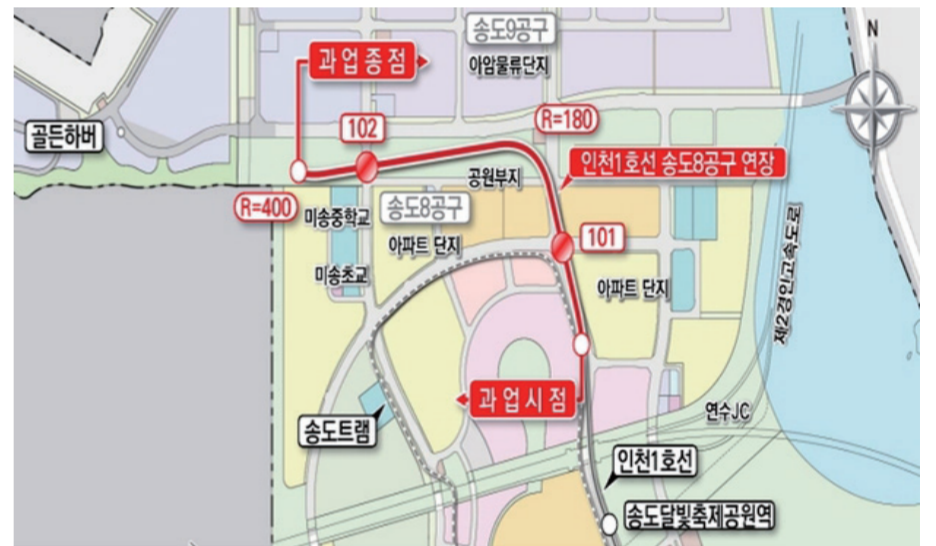 송도9공구
과업종점
아암물류단지
N
R=180
102
골든하버
인천1호선 송도8공구 연장
공원부지
R=400
미송중학교
송도8공구
101
아파트 단지
미송초교
아파트 단지
제2경인고속도로
과업시점
연수JC
송도트램
인천1호선
송도달빛축제공원역